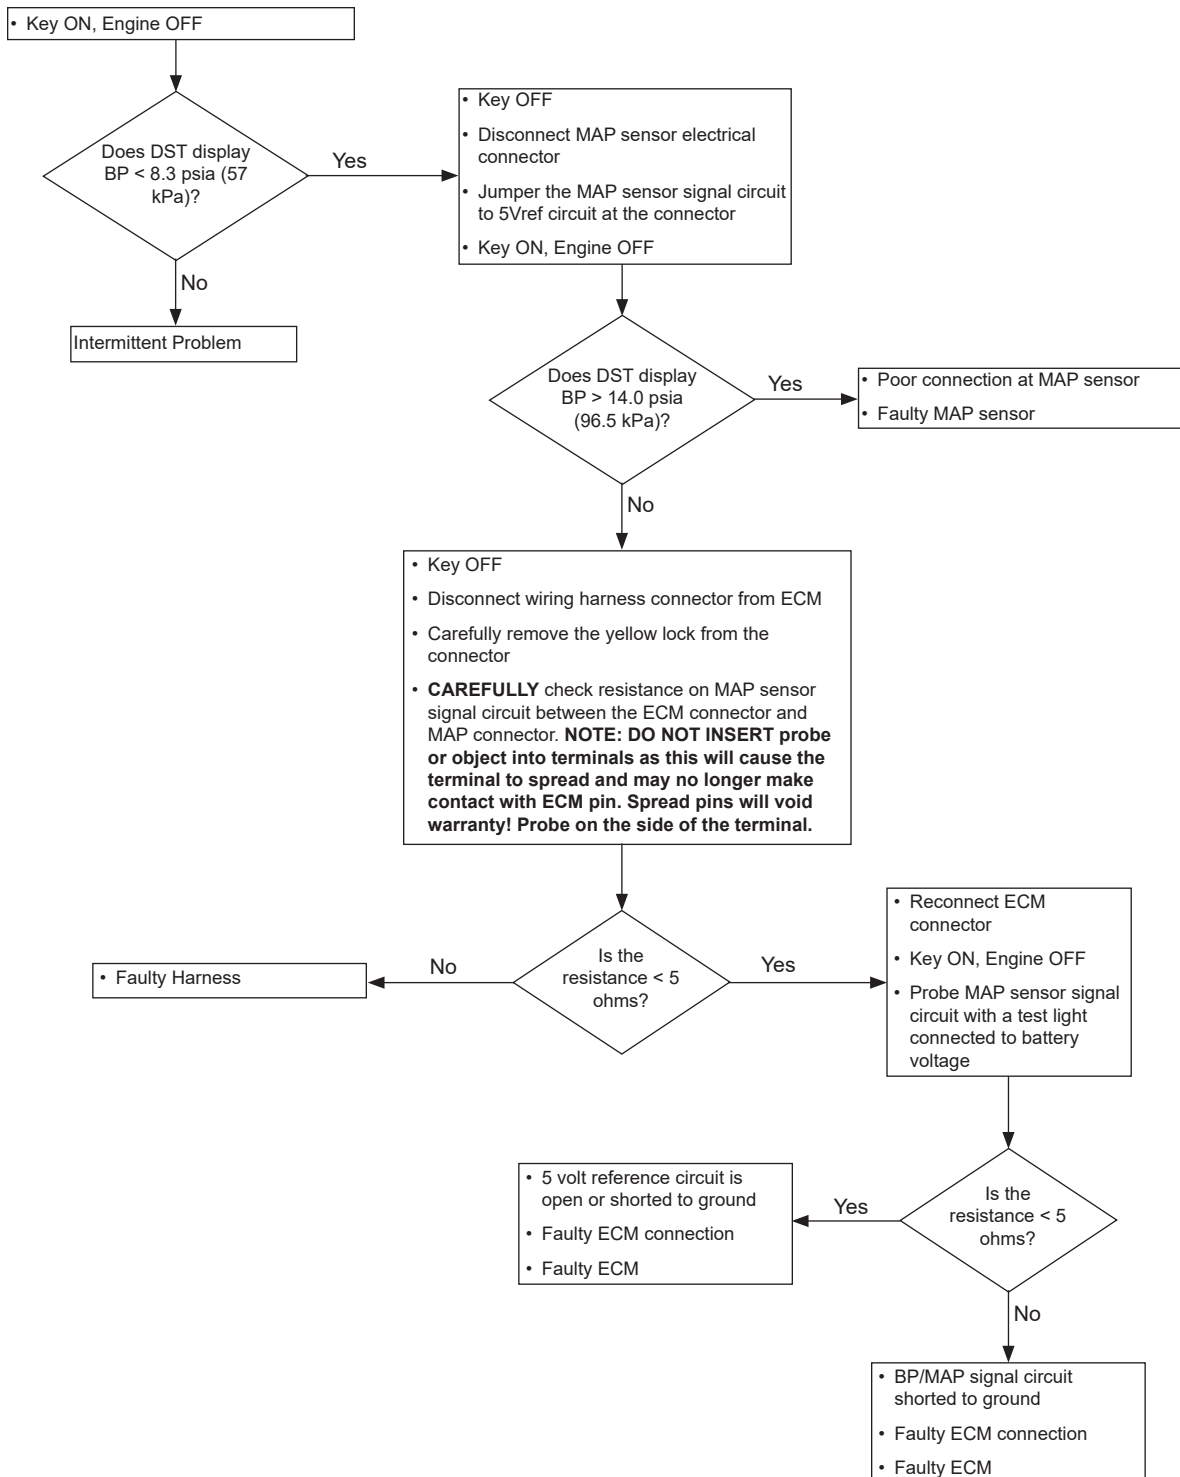 • Key ON, Engine OFF
Does DST display
BP < 8.3 psia (57
kPa)?
Yes
No
Intermittent Problem
• Key OFF
• Disconnect MAP sensor electrical
connector
• Jumper the MAP sensor signal circuit
to 5Vref circuit at the connector
• Key ON, Engine OFF
Does DST display
BP > 14.0 psia
(96.5 kPa)?
Yes
• Poor connection at MAP sensor
• Faulty MAP sensor
No
• Key OFF
• Disconnect wiring harness connector from ECM
• Carefully remove the yellow lock from the
connector
• CAREFULLY check resistance on MAP sensor
signal circuit between the ECM connector and
MAP connector. NOTE: DO NOT INSERT probe
or object into terminals as this will cause the
terminal to spread and may no longer make
contact with ECM pin. Spread pins will void
warranty! Probe on the side of the terminal.
Is the
resistance < 5
ohms?
No
• Faulty Harness
Yes
• Reconnect ECM
connector
• Key ON, Engine OFF
• Probe MAP sensor signal
circuit with a test light
connected to battery
voltage
Is the
resistance < 5
ohms?
Yes
• 5 volt reference circuit is
open or shorted to ground
• Faulty ECM connection
• Faulty ECM
No
• BP/MAP signal circuit
shorted to ground
• Faulty ECM connection
• Faulty ECM